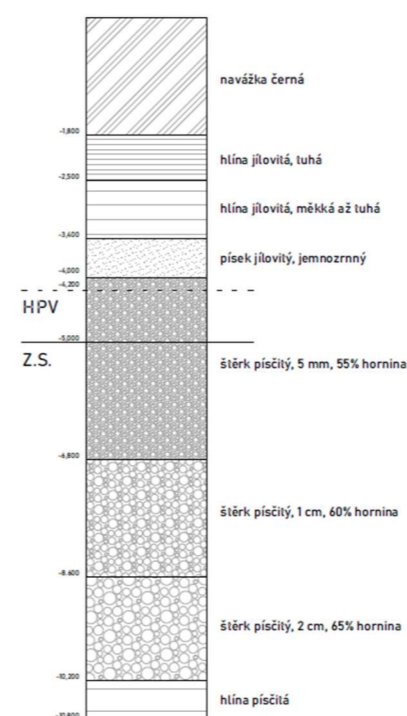 navážka černá
-1,800
hlína jílovitá, tuhá
-2,500
hlína jílovitá, měkká až tuhá
-3,400
písek jílovitý, jemnozrnný
-4,000
-4,200
HPV
-5,000
Z.S.
štěrk písčitý, 5 mm, 55% hornina
-6,800
štěrk písčitý, 1 cm, 60% hornina
-8.600
štěrk písčitý, 2 cm, 65% hornina
-10,200
hlína písčitá